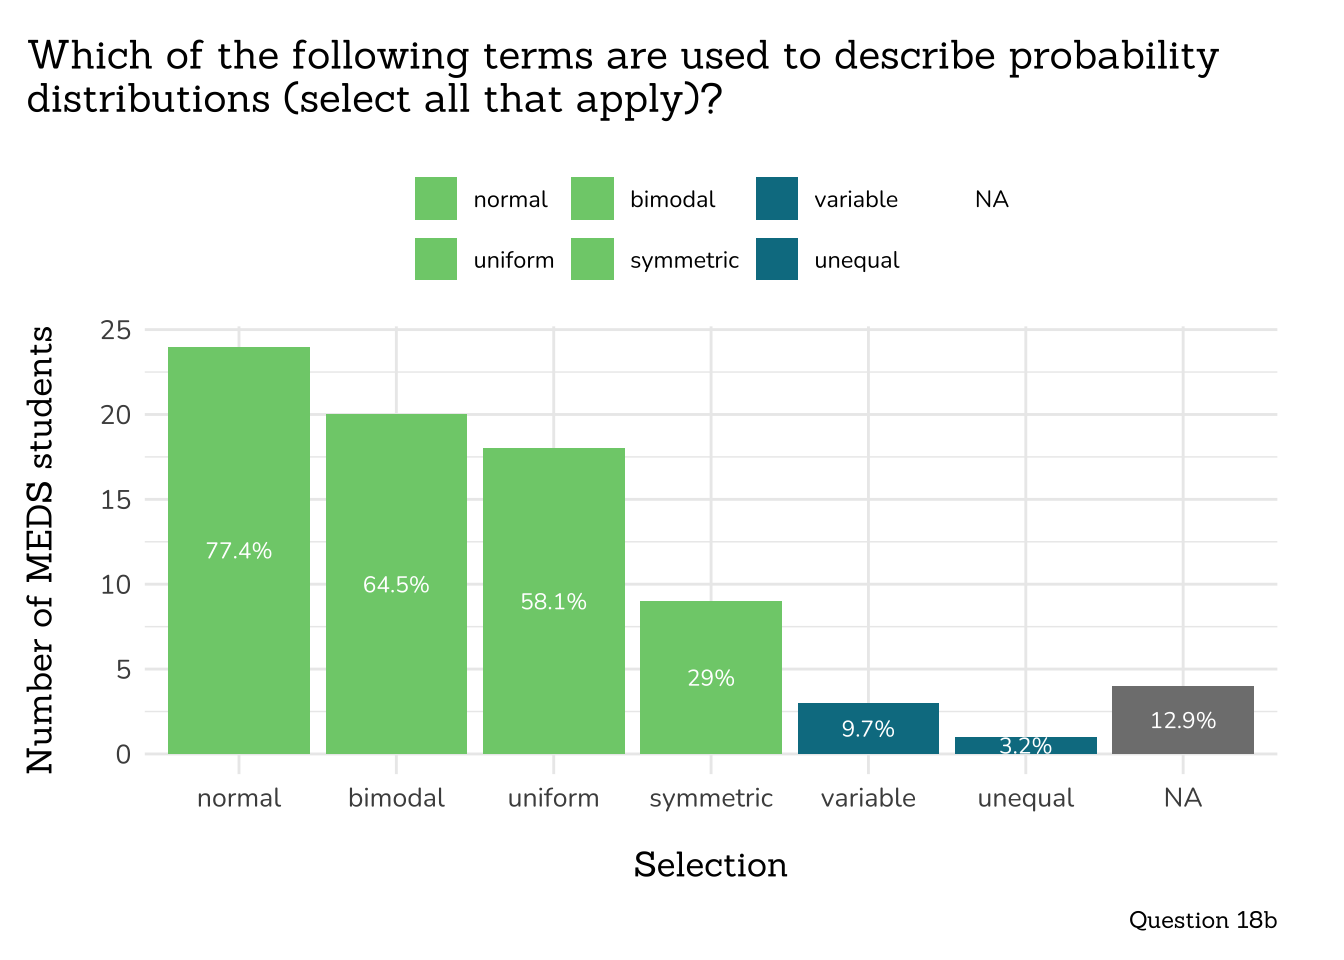 Which of the following terms are used to describe probability
distributions (select all that apply)?
normal bimodal variable NA
uniform symmetric unequal
Number of MEDS students
25
20
15
10
5
0
77.4%
64.5%
58.1%
29%
9.7%
3.2%
12.9%
normal bimodal uniform symmetric variable unequal NA
Selection
Question 18b